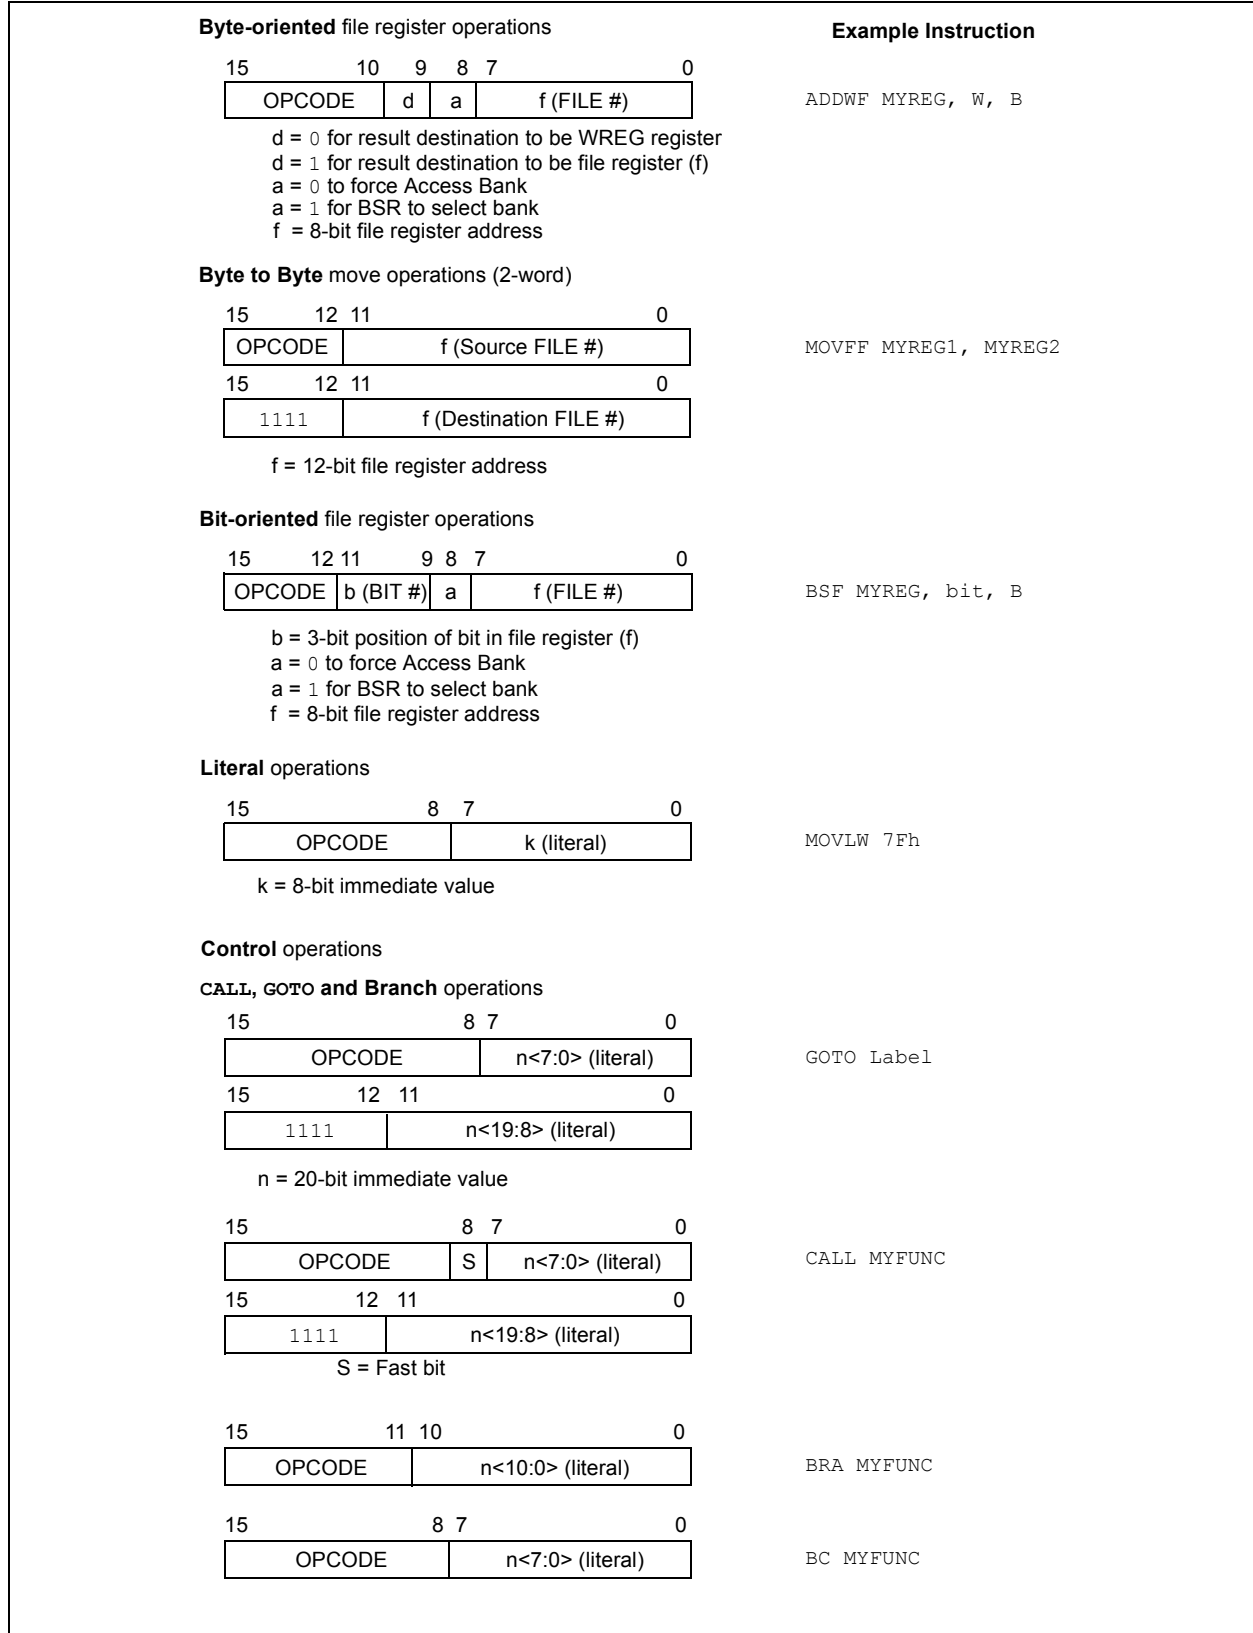 Byte-oriented file register operations
Example Instruction
15 10 9 8 7 0
OPCODE d a f (FILE #)
ADDWF MYREG, W, B
d = 0 for result destination to be WREG register
d = 1 for result destination to be file register (f)
a = 0 to force Access Bank
a = 1 for BSR to select bank
f = 8-bit file register address
Byte to Byte move operations (2-word)
15 12 11 0
OPCODE f (Source FILE #)
MOVFF MYREG1, MYREG2
15 12 11 0
1111 f (Destination FILE #)
f = 12-bit file register address
Bit-oriented file register operations
15 12 11 9 8 7 0
OPCODE b (BIT #) a f (FILE #)
BSF MYREG, bit, B
b = 3-bit position of bit in file register (f)
a = 0 to force Access Bank
a = 1 for BSR to select bank
f = 8-bit file register address
Literal operations
15 8 7 0
OPCODE k (literal)
MOVLW 7Fh
k = 8-bit immediate value
Control operations
CALL, GOTO and Branch operations
15 8 7 0
OPCODE n<7:0> (literal)
GOTO Label
15 12 11 0
1111 n<19:8> (literal)
n = 20-bit immediate value
15 8 7 0
OPCODE S n<7:0> (literal)
CALL MYFUNC
15 12 11 0
1111 n<19:8> (literal)
S = Fast bit
15 11 10 0
OPCODE n<10:0> (literal)
BRA MYFUNC
15 8 7 0
OPCODE n<7:0> (literal)
BC MYFUNC